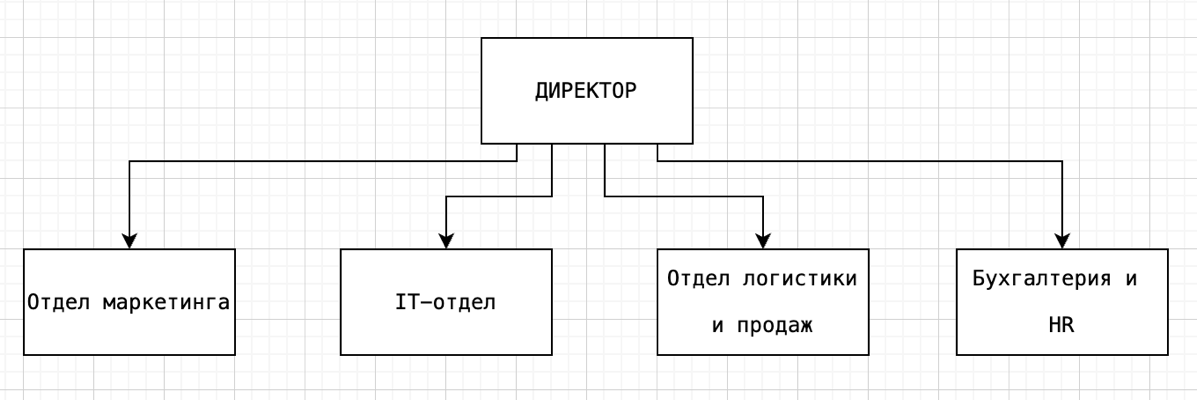 ДИРЕКТОР
Отдел маркетинга
IT-отдел
Отдел логистики
и продаж
Бухгалтерия и
HR